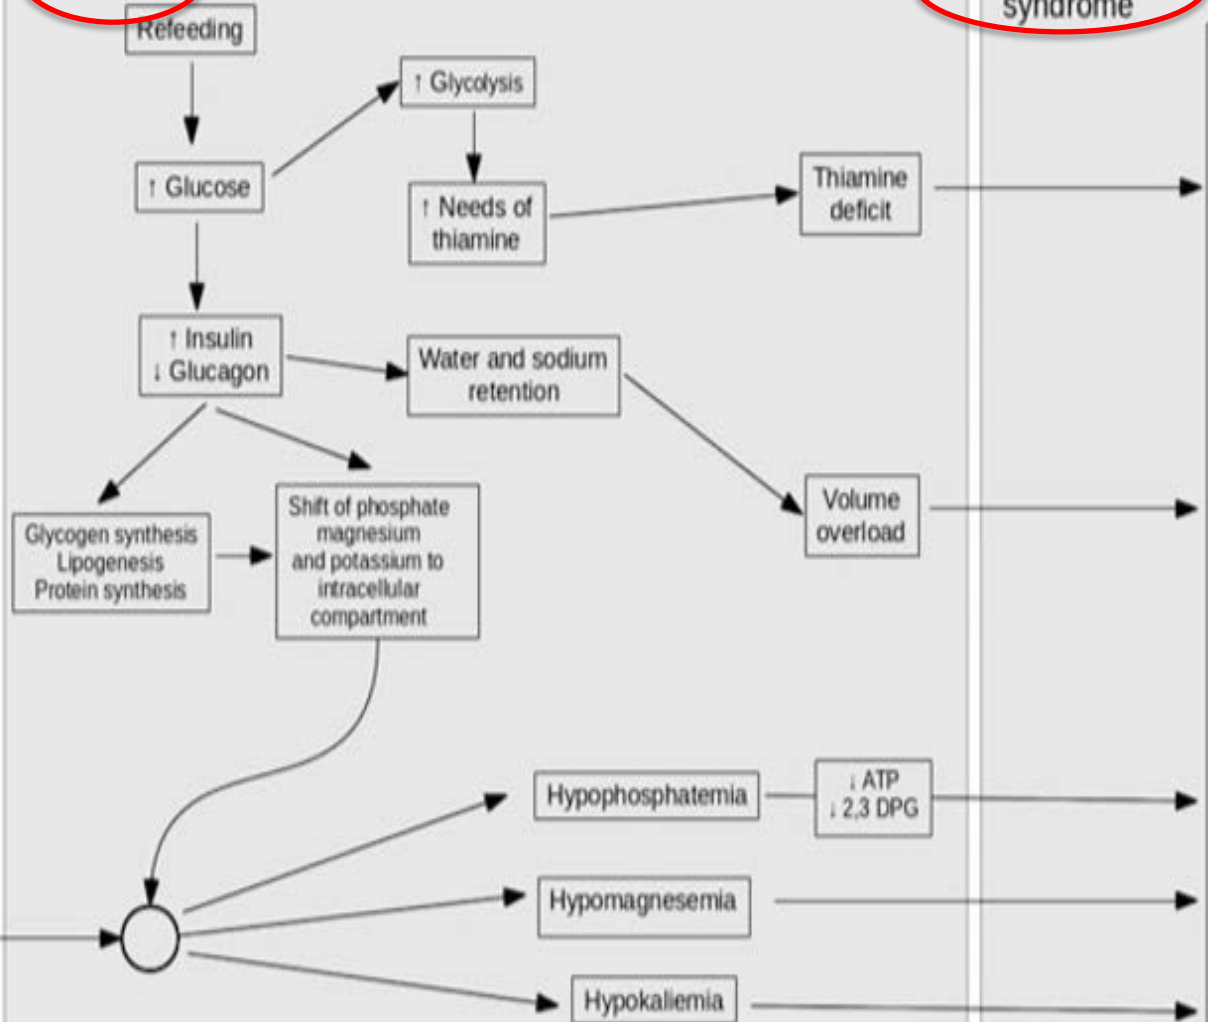 syndrome
Refeeding
↑ Glycolysis
↑ Glucose
↑ Needs of
thiamine
Thiamine
deficit
↑ Insulin
↓ Glucagon
Water and sodium
retention
Glycogen synthesis
Lipogenesis
Protein synthesis
Shift of phosphate
magnesium
and potassium to
intracellular
compartment
Volume
overload
Hypophosphatemia
↓ ATP
↓ 2,3 DPG
Hypomagnesemia
Hypokaliemia